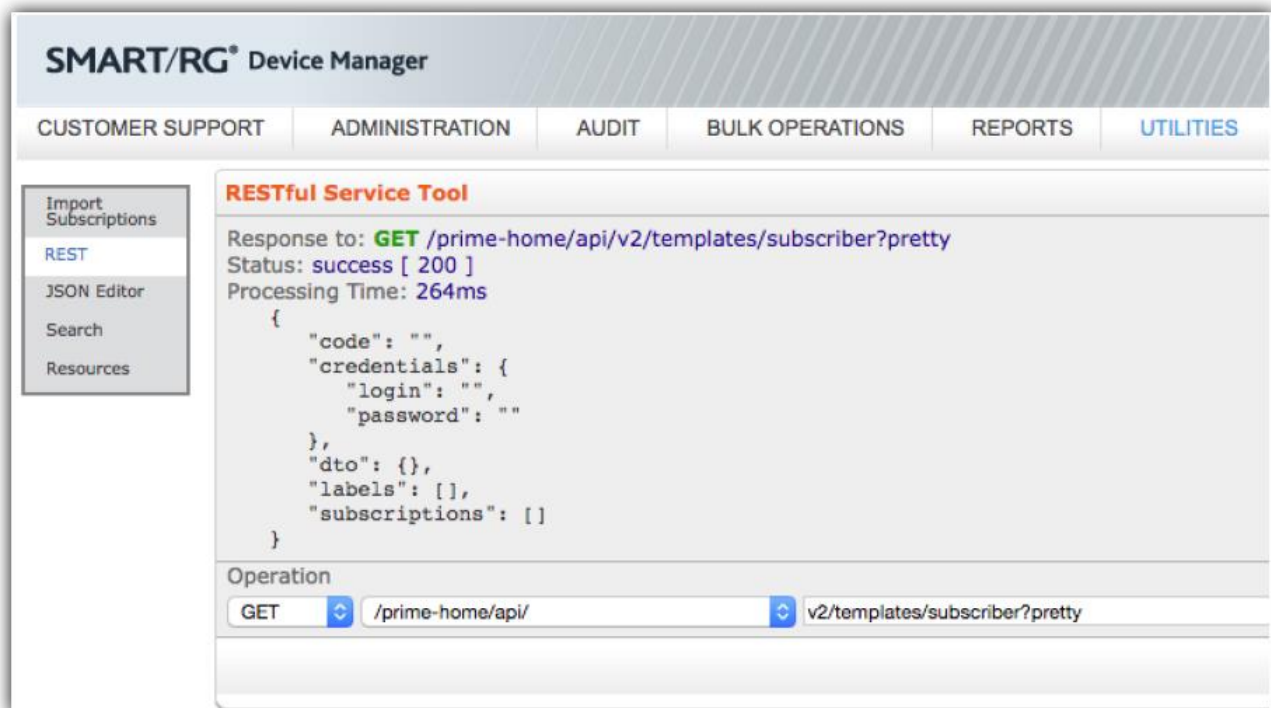 SMART/RG® Device Manager
CUSTOMER SUPPORT ADMINISTRATION AUDIT BULK OPERATIONS REPORTS UTILITIES
Import
Subscriptions
REST
JSON Editor
Search
Resources
RESTful Service Tool
Response to: GET /prime-home/api/v2/templates/subscriber?pretty
Status: success [ 200 ]
Processing Time: 264ms
{
"code": "",
"credentials": {
"login": "",
"password": ""
},
"dto": {},
"labels": [],
"subscriptions": []
}
Operation
GET /prime-home/api/ v2/templates/subscriber?pretty